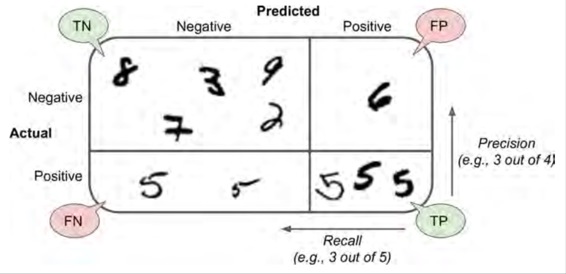 Predicted
TN Negative Positive FP
8 3 9 6
Negative
7 2
Actual
Precision
(e.g., 3 out of 4)
Positive 5 5 5 5 5
FN TP
Recall
(e.g., 3 out of 5)